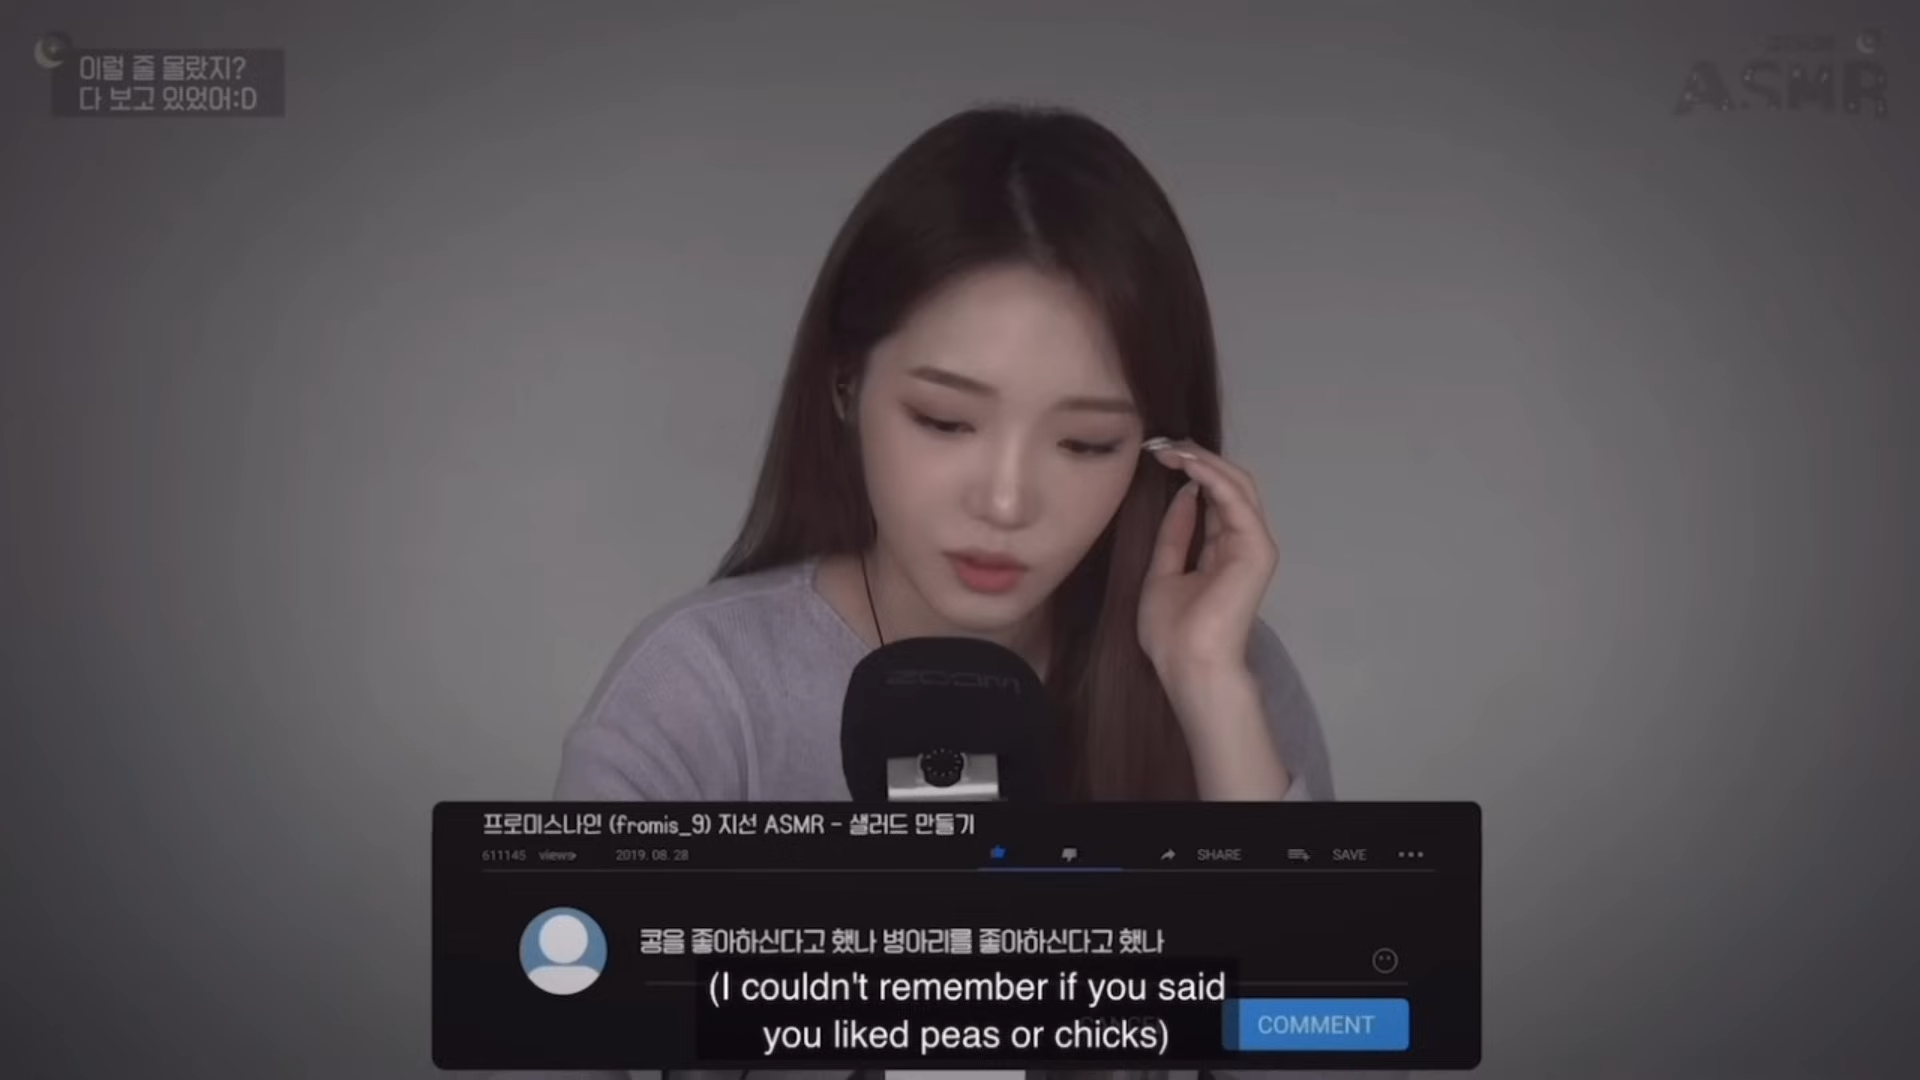 이럴 줄 몰랐지?
다 보고 있었어:D
ASMR
zoom
프로미스나인 (fromis_9) 지선 ASMR - 샐러드 만들기
611145 views 2019. 08. 28 SHARE SAVE
콩을 좋아하신다고 했나 병아리를 좋아하신다고 했나
(I couldn't remember if you said
you liked peas or chicks)
CANCEL COMMENT